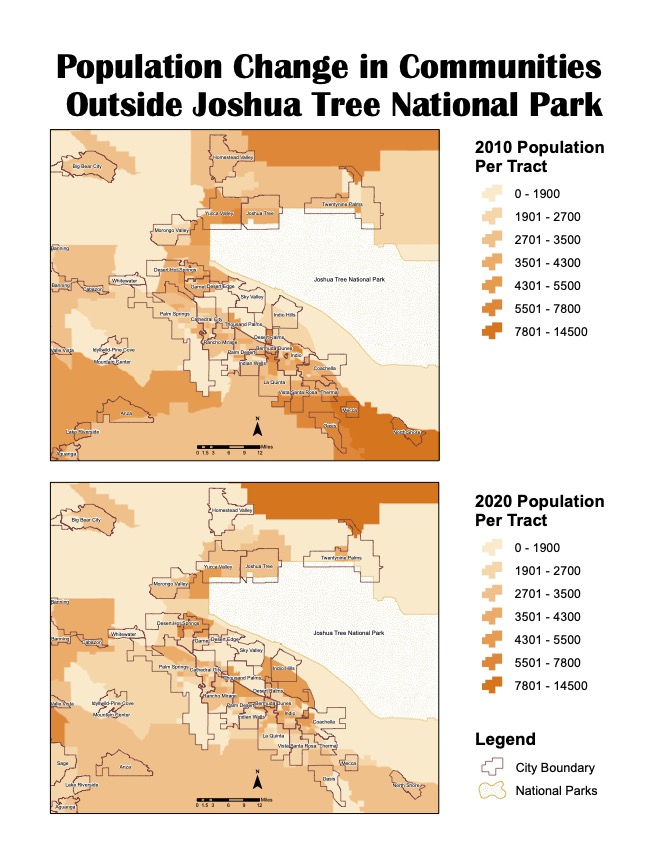 Population Change in Communities
Outside Joshua Tree National Park
2010 Population
Per Tract
0 - 1900
1901 - 2700
2701 - 3500
3501 - 4300
4301 - 5500
5501 - 7800
7801 - 14500
Big Bear City
Homestead Valley
Twentynine Palms
Yucca Valley
Joshua Tree
Morongo Valley
Banning
Desert Hot Springs
Joshua Tree National Park
Banning
Cabazon
Whitewater
Garnet
Desert Edge
Sky Valley
Palm Springs
Cathedral City
Thousand Palms
Indio Hills
Rancho Mirage
Desert Palms
Bermuda Dunes
Valle Vista
Idyllwild-Pine Cove
Mountain Center
Palm Desert
Indio
Indian Wells
Coachella
La Quinta
Vista Santa Rosa
Thermal
Anza
Mecca
Oasis
Lake Riverside
North Shore
Aguanga
N
Miles
0 1.5 3 6 9 12
2020 Population
Per Tract
0 - 1900
1901 - 2700
2701 - 3500
3501 - 4300
4301 - 5500
5501 - 7800
7801 - 14500
Homestead Valley
Big Bear City
Twentynine Palms
Yucca Valley
Joshua Tree
Morongo Valley
Banning
Desert Hot Springs
Joshua Tree National Park
Whitewater
Banning
Cabazon
Garnet
Desert Edge
Sky Valley
Palm Springs
Cathedral City
Indio Hills
Thousand Palms
Desert Palms
Rancho Mirage
Valle Vista
Idyllwild-Pine Cove
Palm Desert
Bermuda Dunes
Mountain Center
Indian Wells
Indio
Coachella
La Quinta
Vista Santa Rosa
Thermal
Sage
Anza
Mecca
Oasis
Lake Riverside
North Shore
Aguanga
N
Miles
0 1.5 3 6 9 12
Legend
City Boundary
National Parks